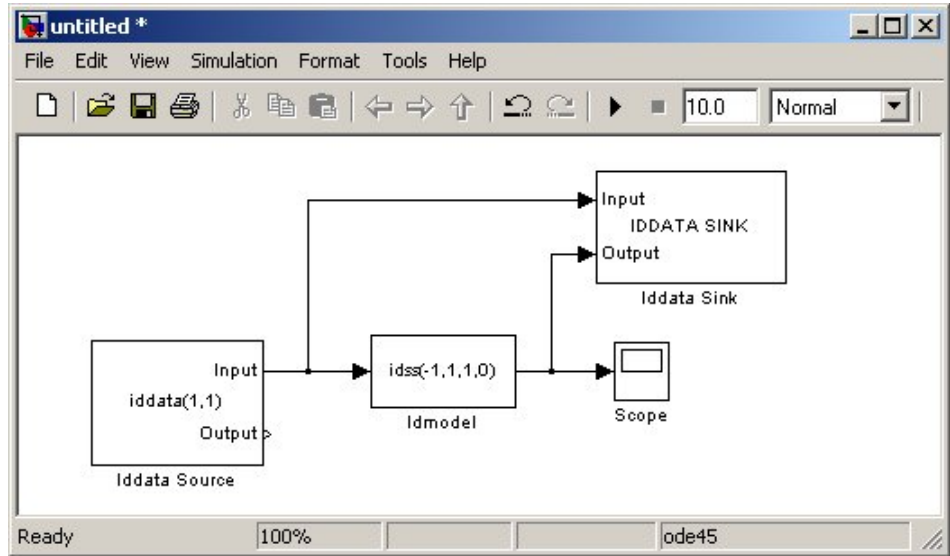 untitled *
File Edit View Simulation Format Tools Help
10.0 Normal
Input
IDDATA SINK
Output
Iddata Sink
Input
iddata(1,1)
Output
Iddata Source
idss(-1,1,1,0)
Idmodel
Scope
Ready 100% ode45